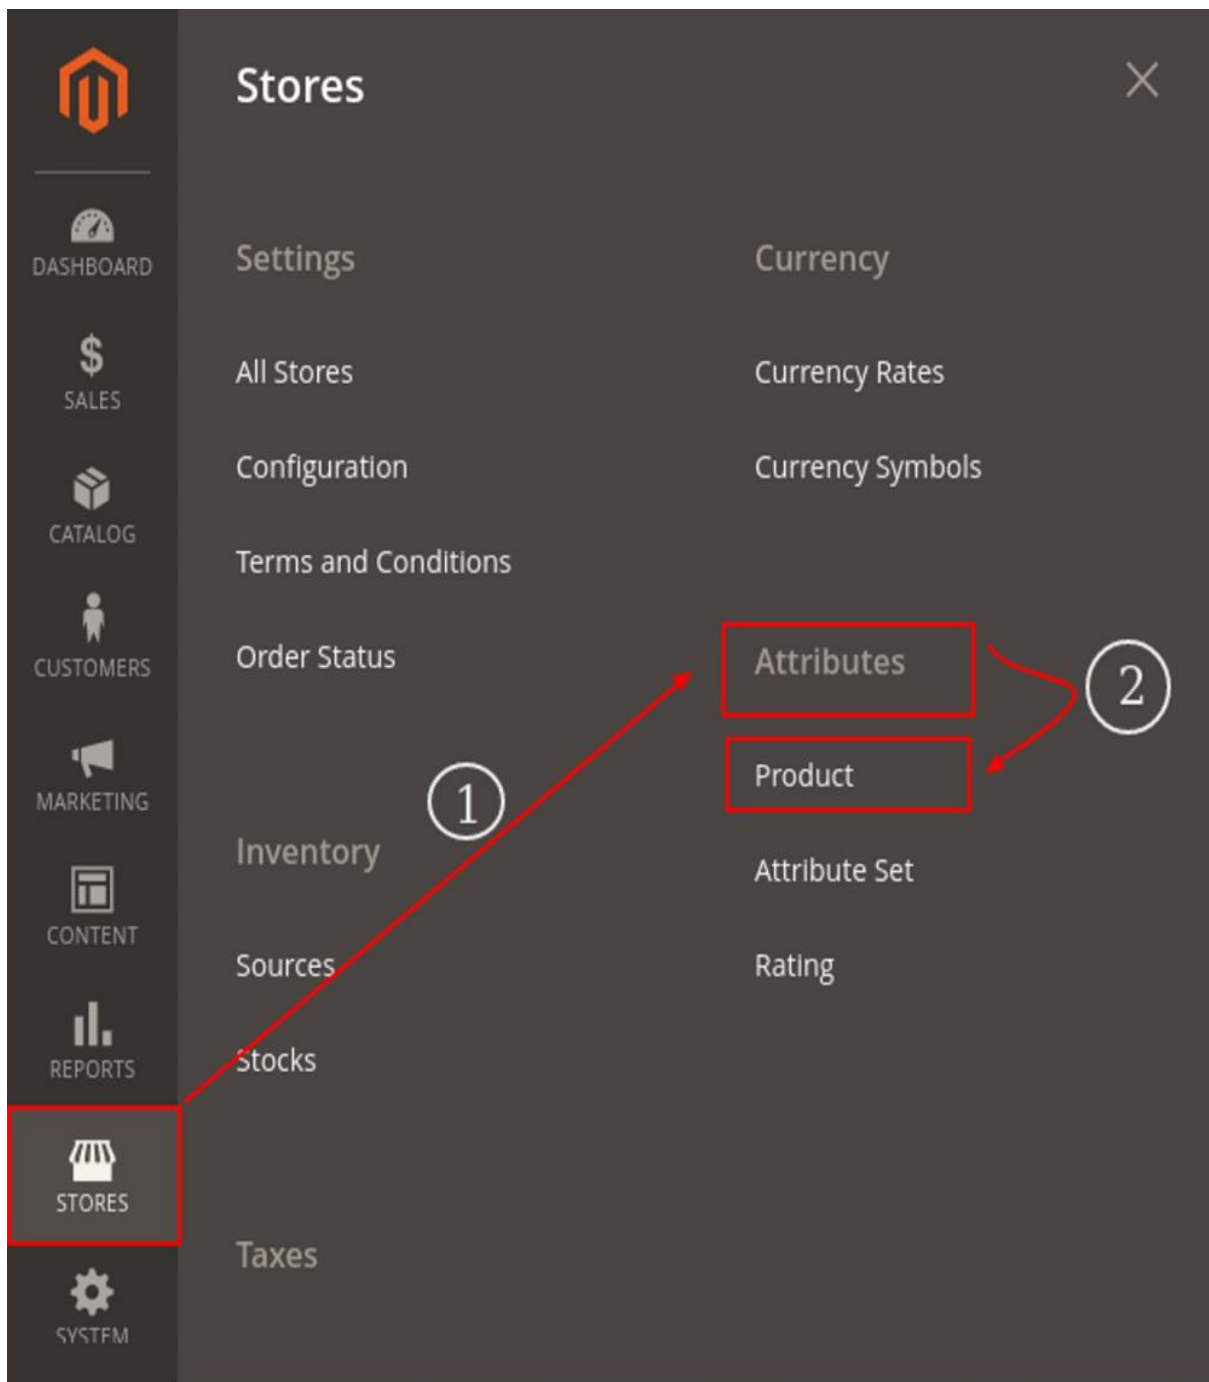 Stores
DASHBOARD
SALES
CATALOG
CUSTOMERS
MARKETING
CONTENT
REPORTS
STORES
SYSTEM
Settings
All Stores
Configuration
Terms and Conditions
Order Status
1
Inventory
Sources
Stocks
Taxes
Currency
Currency Rates
Currency Symbols
Attributes
2
Product
Attribute Set
Rating